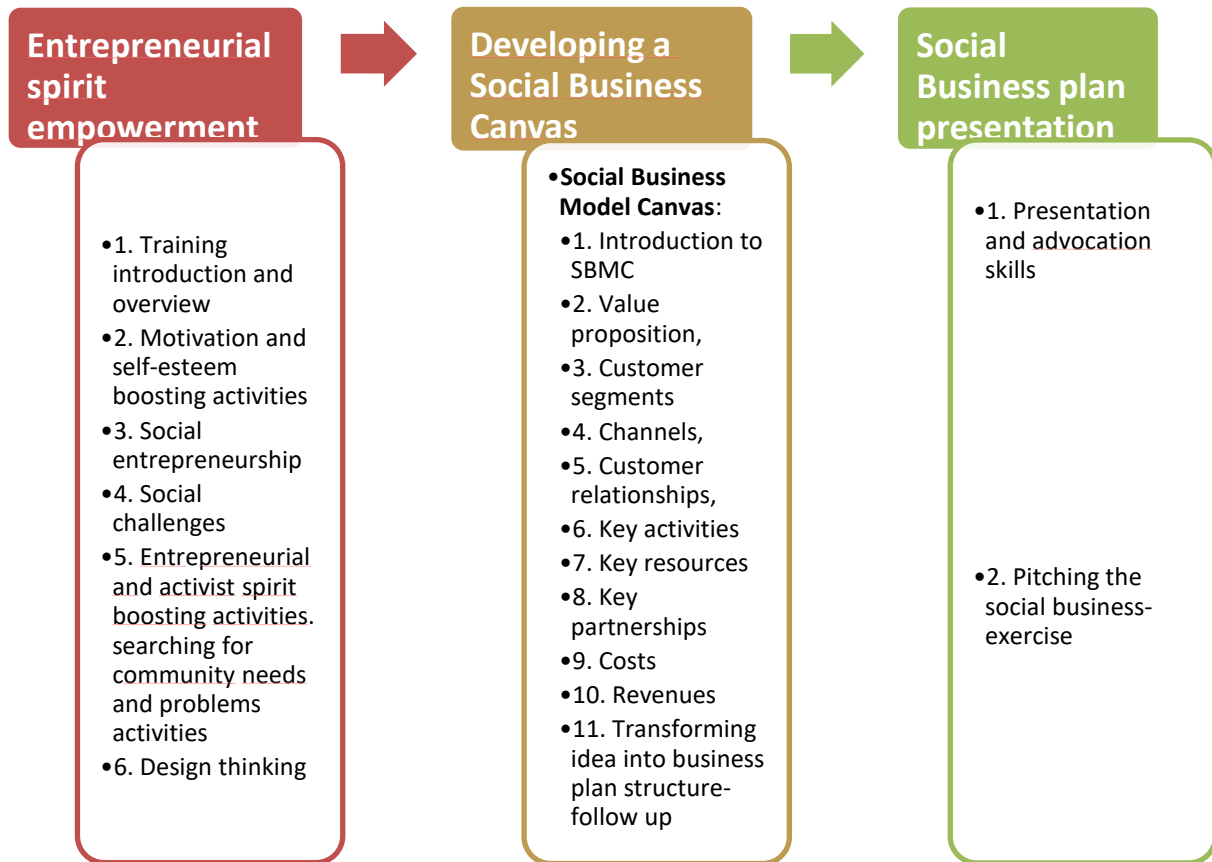 Entrepreneurial
spirit
empowerment
•1. Training
introduction and
overview
•2. Motivation and
self-esteem
boosting activities
•3. Social
entrepneurship
•4. Social
challenges
•5. Entrepreneurial
and activist spirit
boosting activities.
searching for
community needs
and problems
activities
•6. Design thinking
Developing a
Social Business
Canvas
•Social Business
Model Canvas:
•1. Introduction to
SBMC
•2. Value
proposition,
•3. Customer
segments
•4. Channels,
•5. Customer
relationships,
•6. Key activities
•7. Key resources
•8. Key
partnerships
•9. Costs
•10. Revenues
•11. Transforming
idea into business
plan structure-
follow up
Social
Business plan
presentation
•1. Presentation
and advocation
skills
•2. Pitching the
social business-
exercise